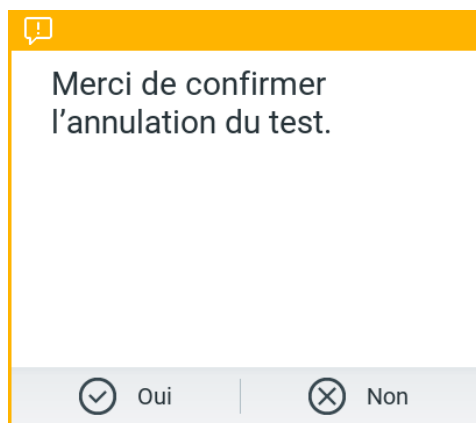 Merci de confirmer
l’annulation du test.
Oui Non